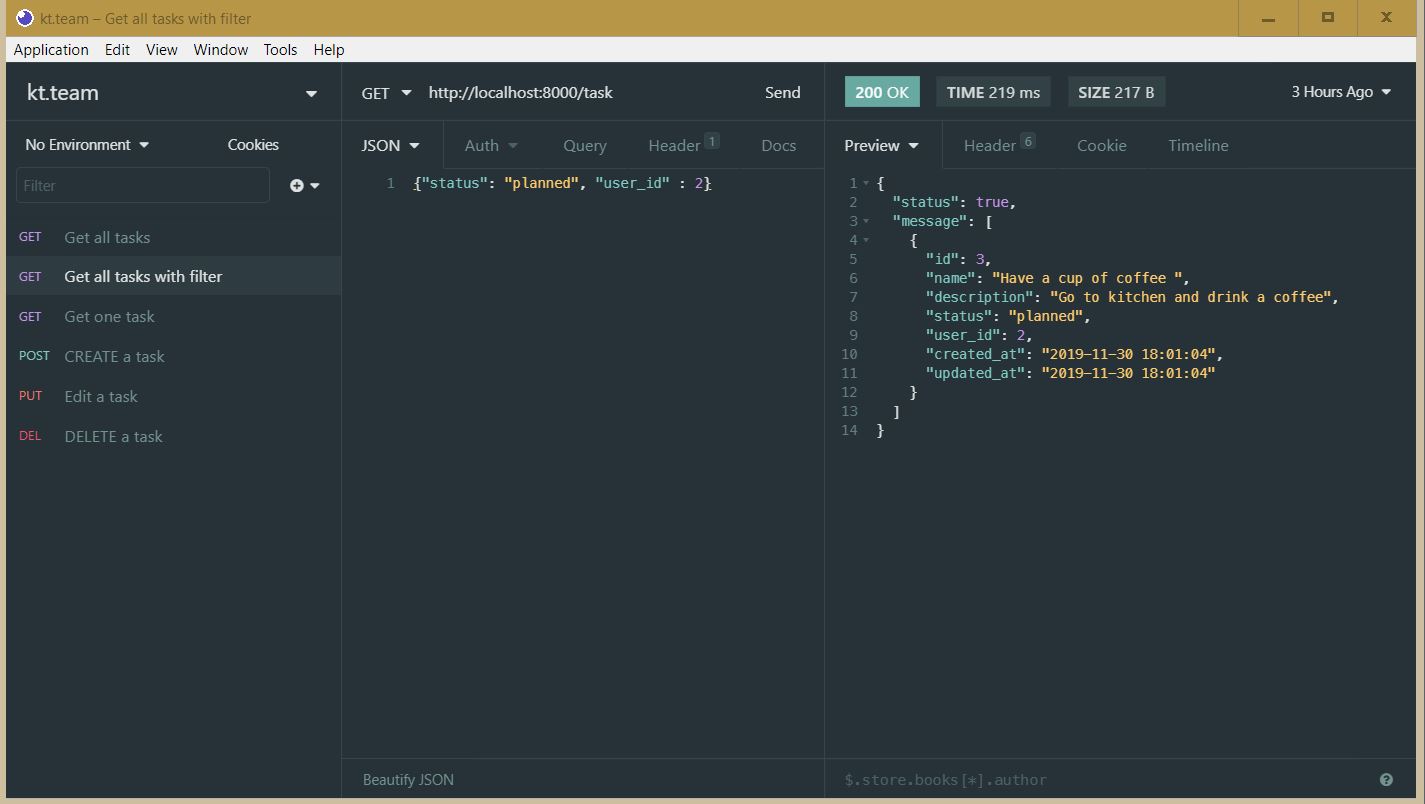 kt.team – Get all tasks with filter
Application Edit View Window Tools Help
kt.team
No Environment Cookies
Filter
GET Get all tasks
GET Get all tasks with filter
GET Get one task
POST CREATE a task
PUT Edit a task
DEL DELETE a task
GET http://localhost:8000/task Send
JSON Auth Query Header 1 Docs
1 {"status": "planned", "user_id" : 2}
Beautify JSON
200 OK TIME 219 ms SIZE 217 B 3 Hours Ago
Preview Header 6 Cookie Timeline
1 {
2 "status": true,
3 "message": [
4 {
5 "id": 3,
6 "name": "Have a cup of coffee ",
7 "description": "Go to kitchen and drink a coffee",
8 "status": "planned",
9 "user_id": 2,
10 "created_at": "2019-11-30 18:01:04",
11 "updated_at": "2019-11-30 18:01:04"
12 }
13 ]
14 }
$.store.books[*].author